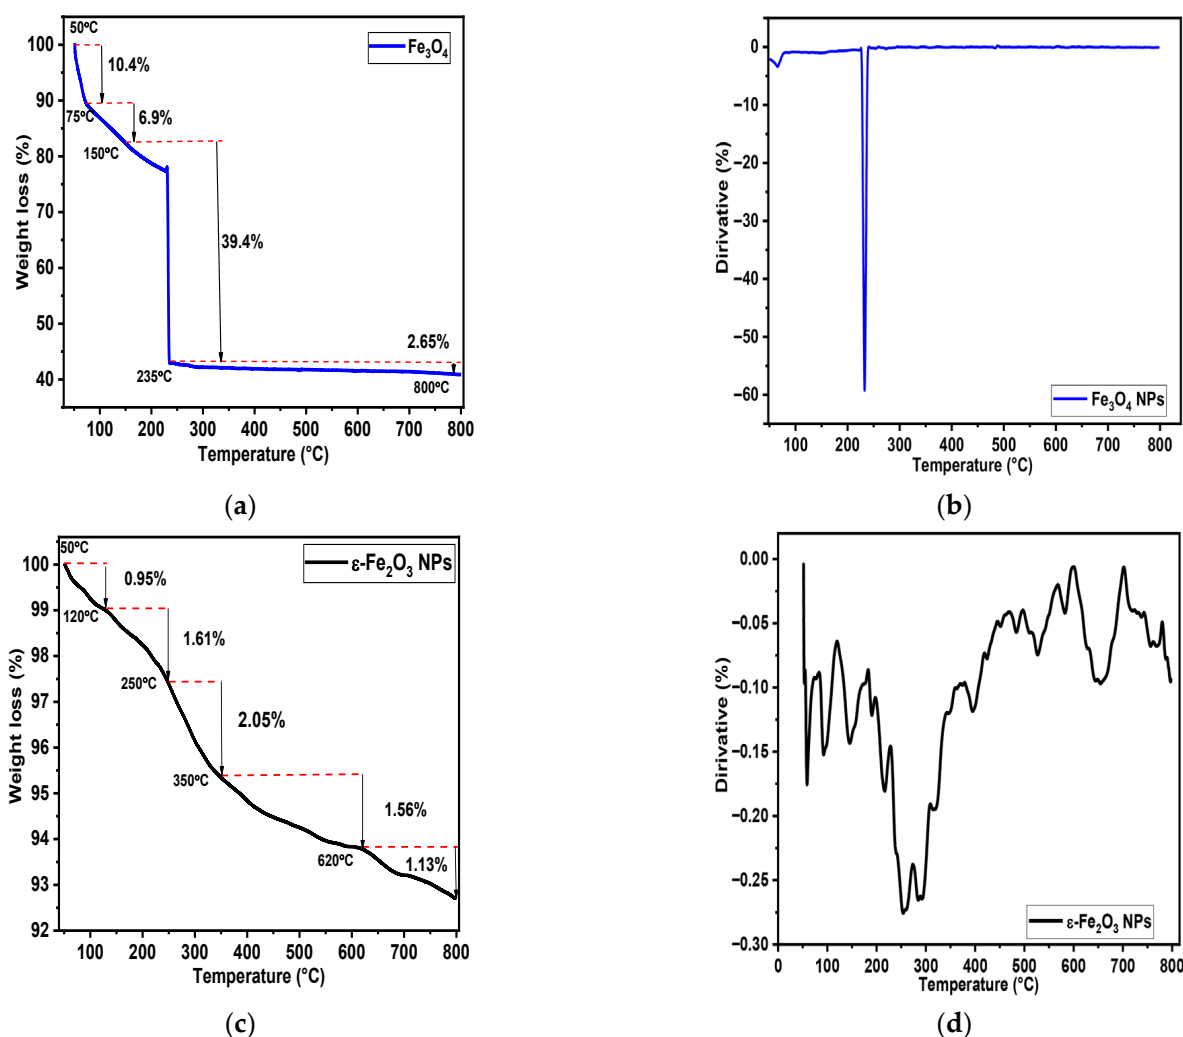 50ºC
Fe3O4
10.4%
6.9%
75ºC
150ºC
39.4%
2.65%
235ºC
800ºC
100
90
80
70
60
50
40
Weight loss (%)
100 200 300 400 500 600 700 800
Temperature (°C)
(a)
0
−10
−20
−30
−40
−50
−60
Dirivative (%)
Fe3O4 NPs
100 200 300 400 500 600 700 800
Temperature (°C)
(b)
50ºC
ε-Fe2O3 NPs
0.95%
120ºC
1.61%
250ºC
2.05%
350ºC
1.56%
620ºC
1.13%
100
99
98
97
96
95
94
93
92
Weight loss (%)
100 200 300 400 500 600 700 800
Temperature (°C)
(c)
0.00
−0.05
−0.10
−0.15
−0.20
−0.25
−0.30
Dirivative (%)
ε-Fe2O3 NPs
0 100 200 300 400 500 600 700 800
Temperature (°C)
(d)